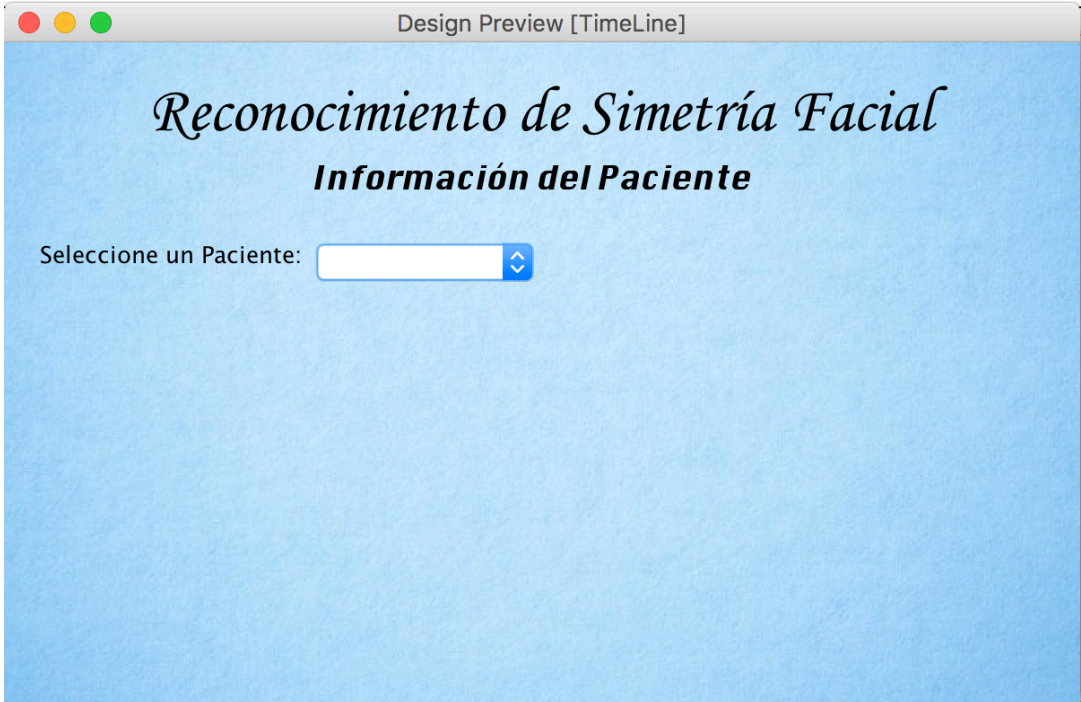 Design Preview [TimeLine]
Reconocimiento de Simetría Facial
Información del Paciente
Seleccione un Paciente: